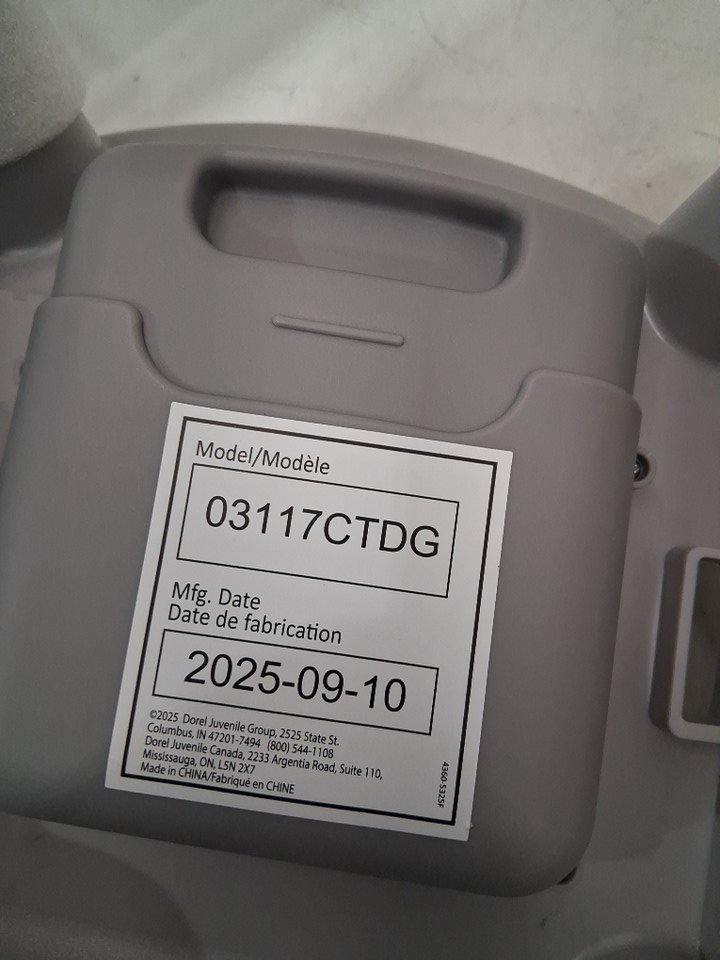 Model/Modèle
03117CTDG
Mfg. Date
Date de fabrication
2025-09-10
©2025 Dorel Juvenile Group, 2525 State St.
Columbus, IN 47201-7494 (800) 544-1108
Dorel Juvenile Canada, 2233 Argentia Road, Suite 110,
Mississauga, ON, L5N 2X7
Made in CHINA/Fabriqué en CHINE
4360-5325F